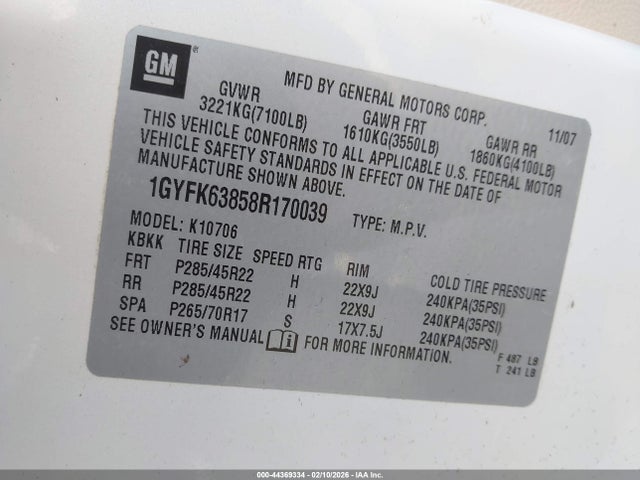 GM ®
MFD BY GENERAL MOTORS CORP. 11/07
GVWR GAWR FRT GAWR RR
3221KG(7100LB) 1610KG(3550LB) 1860KG(4100LB)
THIS VEHICLE CONFORMS TO ALL APPLICABLE U.S. FEDERAL MOTOR
VEHICLE SAFETY STANDARDS IN EFFECT ON THE DATE OF
MANUFACTURE SHOWN ABOVE.
1GYFK63858R170039 TYPE: M.P.V.
MODEL: K10706
KBKK TIRE SIZE SPEED RTG RIM COLD TIRE PRESSURE
FRT P285/45R22 H 22X9J 240KPA(35PSI)
RR P285/45R22 H 22X9J 240KPA(35PSI)
SPA P265/70R17 S 17X7.5J 240KPA(35PSI)
SEE OWNER'S MANUAL i FOR MORE INFORMATION.
F 487 LB
T 241 LB
000-44369334 - 02/10/2026 - IAA Inc.